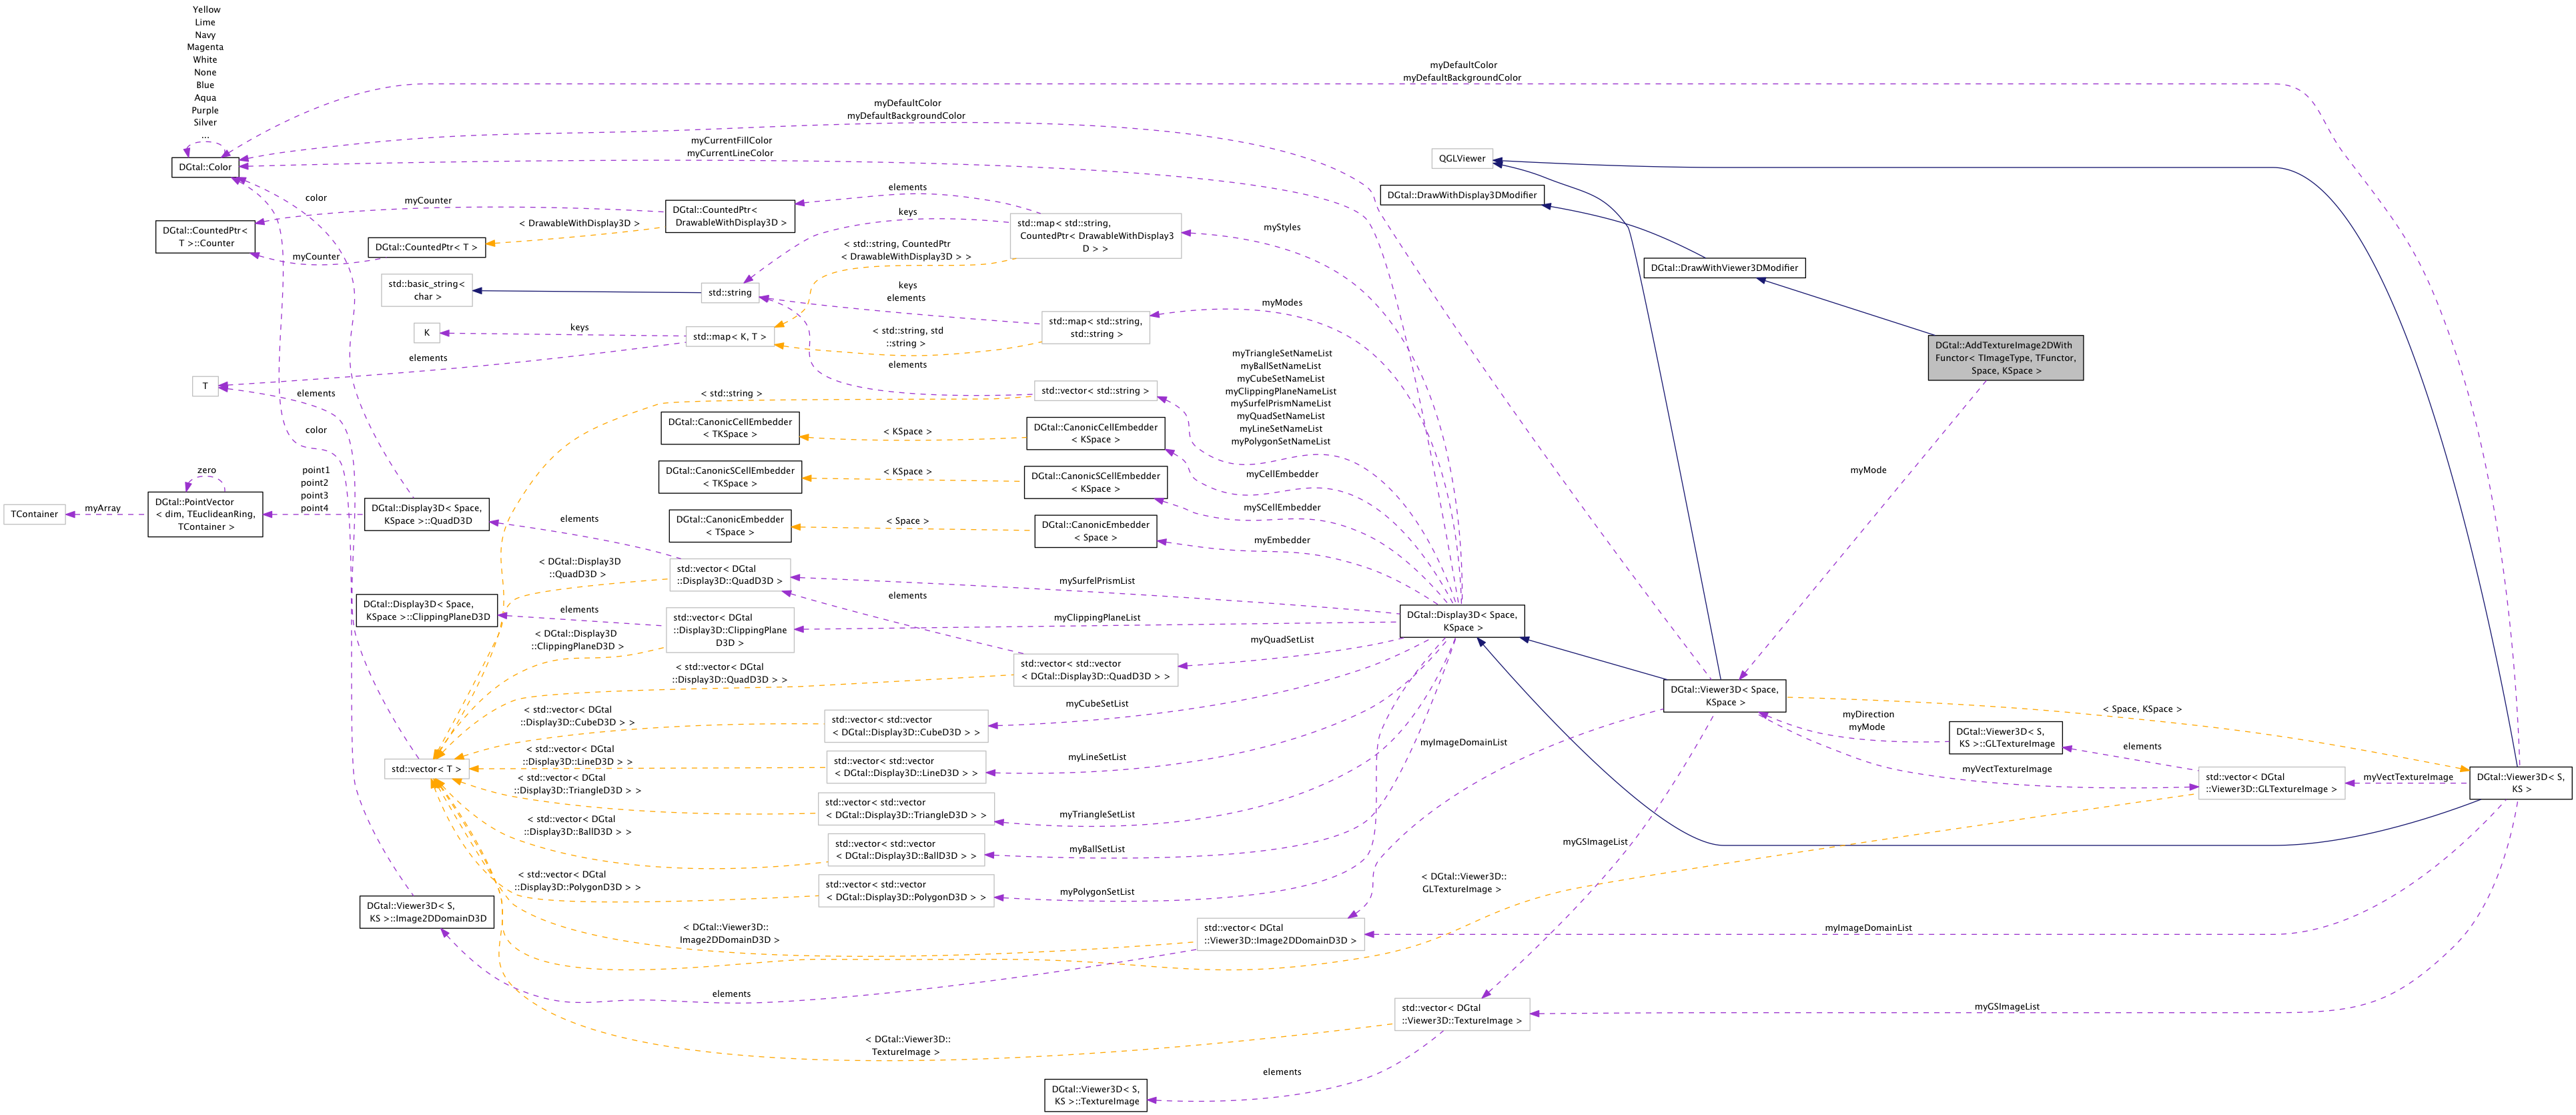 Yellow
Lime
Navy
Magenta
White
None
Blue
Aqua
Purple
Silver
...
DGtal::Color
myDefaultColor
myDefaultBackgroundColor
myDefaultColor
myDefaultBackgroundColor
myCurrentFillColor
myCurrentLineColor
QGLViewer
DGtal::DrawWithDisplay3DModifier
color
myCounter
elements
keys
DGtal::CountedPtr<
T >::Counter
< DrawableWithDisplay3D >
DGtal::CountedPtr<
DrawableWithDisplay3D >
DGtal::CountedPtr< T >
myCounter
std::map< std::string,
CountedPtr< DrawableWithDisplay3
D > >
myStyles
< std::string, CountedPtr
< DrawableWithDisplay3D > >
DGtal::DrawWithViewer3DModifier
std::basic_string<
char >
std::string
keys
elements
myModes
K
keys
std::map< K, T >
std::map< std::string,
std::string >
< std::string, std
::string >
elements
elements
DGtal::AddTextureImage2DWith
Functor< TImageType, TFunctor,
Space, KSpace >
myTriangleSetNameList
myBallSetNameList
myCubeSetNameList
myClippingPlaneNameList
mySurfelPrismNameList
myQuadSetNameList
myLineSetNameList
myPolygonSetNameList
T
elements
< std::string >
std::vector< std::string >
color
DGtal::CanonicCellEmbedder
< TKSpace >
< KSpace >
DGtal::CanonicCellEmbedder
< KSpace >
myCellEmbedder
DGtal::CanonicSCellEmbedder
< TKSpace >
< KSpace >
DGtal::CanonicSCellEmbedder
< KSpace >
mySCellEmbedder
myMode
zero
point1
point2
point3
point4
TContainer
myArray
DGtal::PointVector
< dim, TEuclideanRing,
TContainer >
DGtal::Display3D< Space,
KSpace >::QuadD3D
elements
DGtal::CanonicEmbedder
< TSpace >
< Space >
DGtal::CanonicEmbedder
< Space >
myEmbedder
< DGtal::Display3D
::QuadD3D >
std::vector< DGtal
::Display3D::QuadD3D >
mySurfelPrismList
elements
DGtal::Display3D< Space,
KSpace >::ClippingPlaneD3D
elements
std::vector< DGtal
::Display3D::ClippingPlane
D3D >
myClippingPlaneList
DGtal::Display3D< Space,
KSpace >
< DGtal::Display3D
::ClippingPlaneD3D >
myQuadSetList
< std::vector< DGtal
::Display3D::QuadD3D > >
std::vector< std::vector
< DGtal::Display3D::QuadD3D > >
DGtal::Viewer3D< Space,
KSpace >
myCubeSetList
< std::vector< DGtal
::Display3D::CubeD3D > >
std::vector< std::vector
< DGtal::Display3D::CubeD3D > >
< Space, KSpace >
myDirection
myMode
DGtal::Viewer3D< S,
KS >::GLTextureImage
elements
myImageDomainList
< std::vector< DGtal
::Display3D::LineD3D > >
std::vector< std::vector
< DGtal::Display3D::LineD3D > >
myLineSetList
std::vector< T >
myVectTextureImage
std::vector< DGtal
::Viewer3D::GLTextureImage >
myVectTextureImage
DGtal::Viewer3D< S,
KS >
< std::vector< DGtal
::Display3D::TriangleD3D > >
std::vector< std::vector
< DGtal::Display3D::TriangleD3D > >
myTriangleSetList
< std::vector< DGtal
::Display3D::BallD3D > >
std::vector< std::vector
< DGtal::Display3D::BallD3D > >
myBallSetList
myGSImageList
< std::vector< DGtal
::Display3D::PolygonD3D > >
std::vector< std::vector
< DGtal::Display3D::PolygonD3D > >
myPolygonSetList
< DGtal::Viewer3D::
GLTextureImage >
DGtal::Viewer3D< S,
KS >::Image2DDomainD3D
< DGtal::Viewer3D::
Image2DDomainD3D >
std::vector< DGtal
::Viewer3D::Image2DDomainD3D >
myImageDomainList
elements
std::vector< DGtal
::Viewer3D::TextureImage >
myGSImageList
< DGtal::Viewer3D::
TextureImage >
elements
DGtal::Viewer3D< S,
KS >::TextureImage